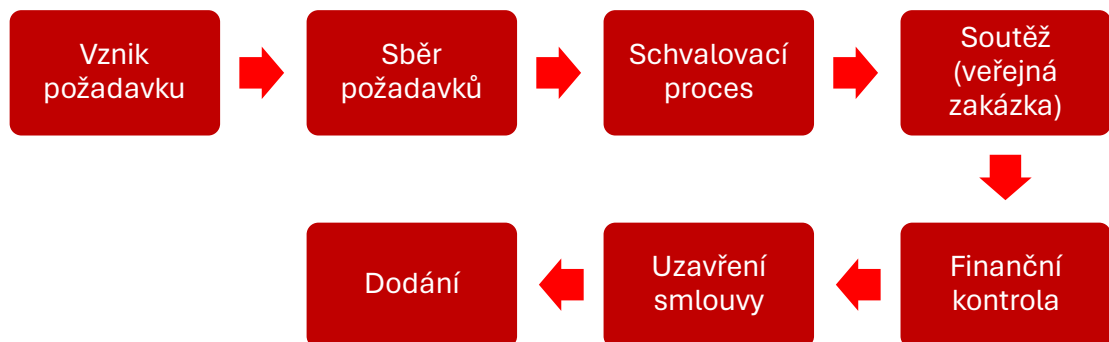 Vznik
požadavku
Sběr
požadavků
Schvalovací
proces
Soutěž
(veřejná
zakázka)
Finanční
kontrola
Uzavření
smlouvy
Dodání